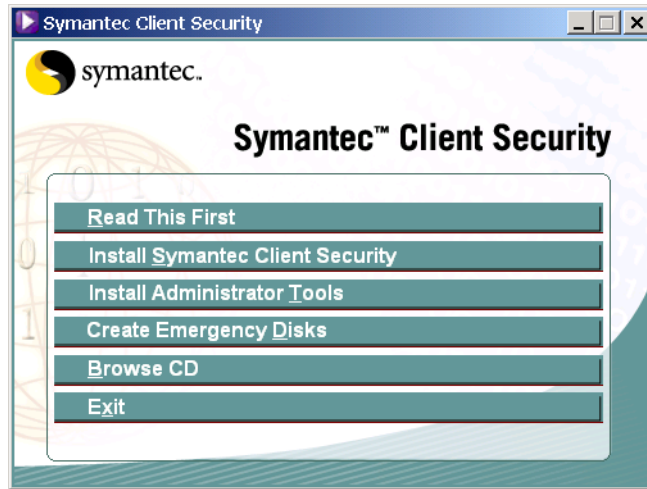 Symantec Client Security
symantec.
Symantec™ Client Security
Read This First
Install Symantec Client Security
Install Administrator Tools
Create Emergency Disks
Browse CD
Exit